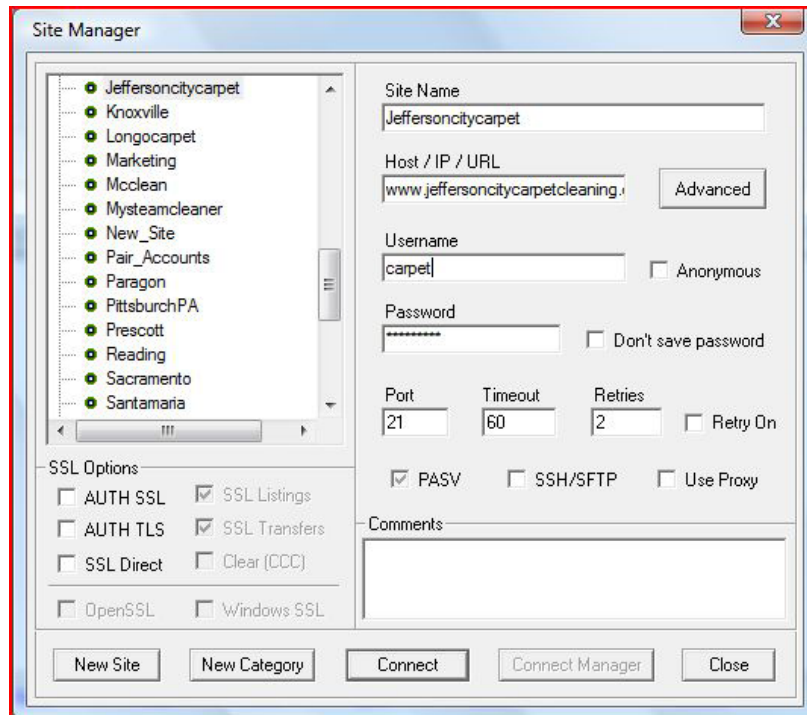 Site Manager
Jeffersoncitycarpet
Knoxville
Longocarpet
Marketing
Mcclean
Mysteamcleaner
New_Site
Pair_Accounts
Paragon
PittsburchPA
Prescott
Reading
Sacramento
Santamaria
SSL Options
AUTH SSL
SSL Listings
AUTH TLS
SSL Transfers
SSL Direct
Clear (CCC)
OpenSSL
Windows SSL
Site Name
Jeffersoncitycarpet
Host / IP / URL
www.jeffersoncitycarpetcleaning.
Advanced
Username
carpet
Anonymous
Password
*********
Don't save password
Port Timeout Retries
21 60 2 Retry On
PASV SSH/SFTP Use Proxy
Comments
New Site New Category Connect Connect Manager Close